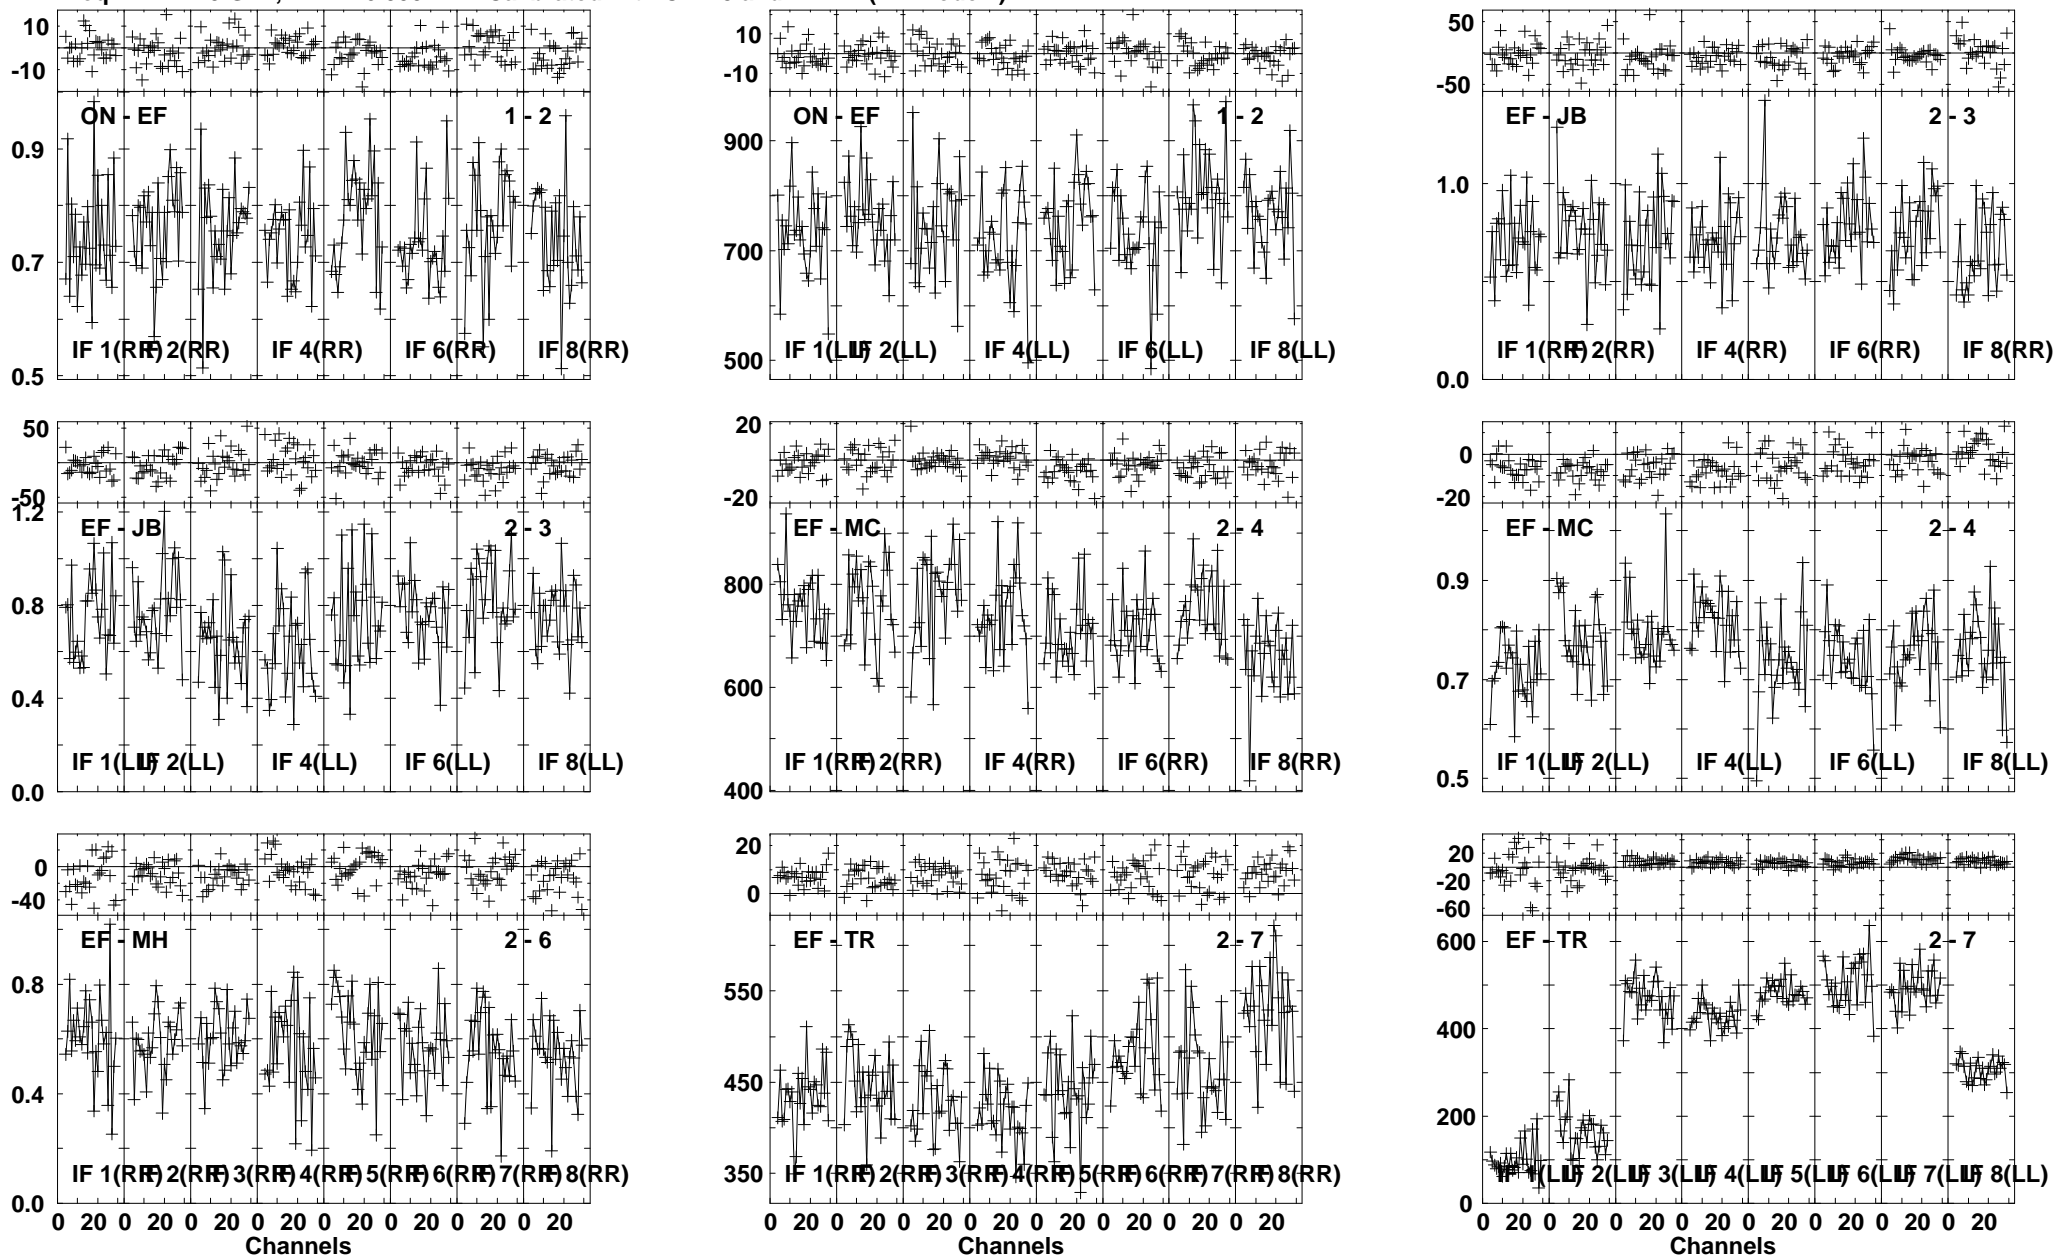 10
-10
ON - EF 1 - 2
0.9
0.7
0.5
IF 1(RR) IF 2(RR) IF 4(RR) IF 6(RR) IF 8(RR)
10
-10
ON - EF 1 - 2
900
700
500
IF 1(LL) IF 2(LL) IF 4(LL) IF 6(LL) IF 8(LL)
50
-50
EF - JB 2 - 3
1.0
0.0
IF 1(RR) IF 2(RR) IF 4(RR) IF 6(RR) IF 8(RR)
50
-50
1.2
EF - JB 2 - 3
0.8
0.4
0.0
IF 1(LL) IF 2(LL) IF 4(LL) IF 6(LL) IF 8(LL)
20
-20
EF - MC 2 - 4
800
600
400
IF 1(RR) IF 2(RR) IF 4(RR) IF 6(RR) IF 8(RR)
0
-20
EF - MC 2 - 4
0.9
0.7
0.5
IF 1(LL) IF 2(LL) IF 4(LL) IF 6(LL) IF 8(LL)
0
-40
EF - MH 2 - 6
0.8
0.4
0.0
IF 1(RR) IF 2(RR) IF 3(RR) IF 4(RR) IF 5(RR) IF 6(RR) IF 7(RR) IF 8(RR)
0 20 0 20 0 20 0 20 0 20 0 20 0 20 0 20
Channels
20
0
EF - TR 2 - 7
550
450
350
IF 1(RR) IF 2(RR) IF 3(RR) IF 4(RR) IF 5(RR) IF 6(RR) IF 7(RR) IF 8(RR)
0 20 0 20 0 20 0 20 0 20 0 20 0 20 0 20
Channels
20
-20
-60
EF - TR 2 - 7
600
400
200
0
IF 1(LL) IF 2(LL) IF 3(LL) IF 4(LL) IF 5(LL) IF 6(LL) IF 7(LL) IF 8(LL)
0 20 0 20 0 20 0 20 0 20 0 20 0 20 0 20
Channels